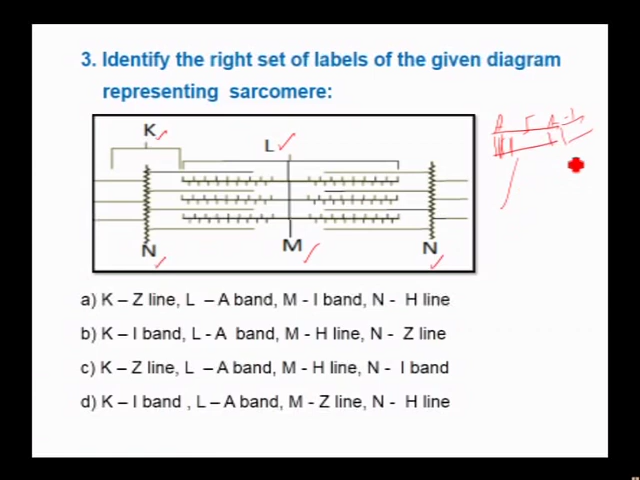 3. Identify the right set of labels of the given diagram
representing sarcomere:
K
L
N
M
N
a) K – Z line, L – A band, M - I band, N - H line
b) K – I band, L - A band, M - H line, N - Z line
c) K – Z line, L – A band, M - H line, N - I band
d) K – I band , L – A band, M - Z line, N - H line